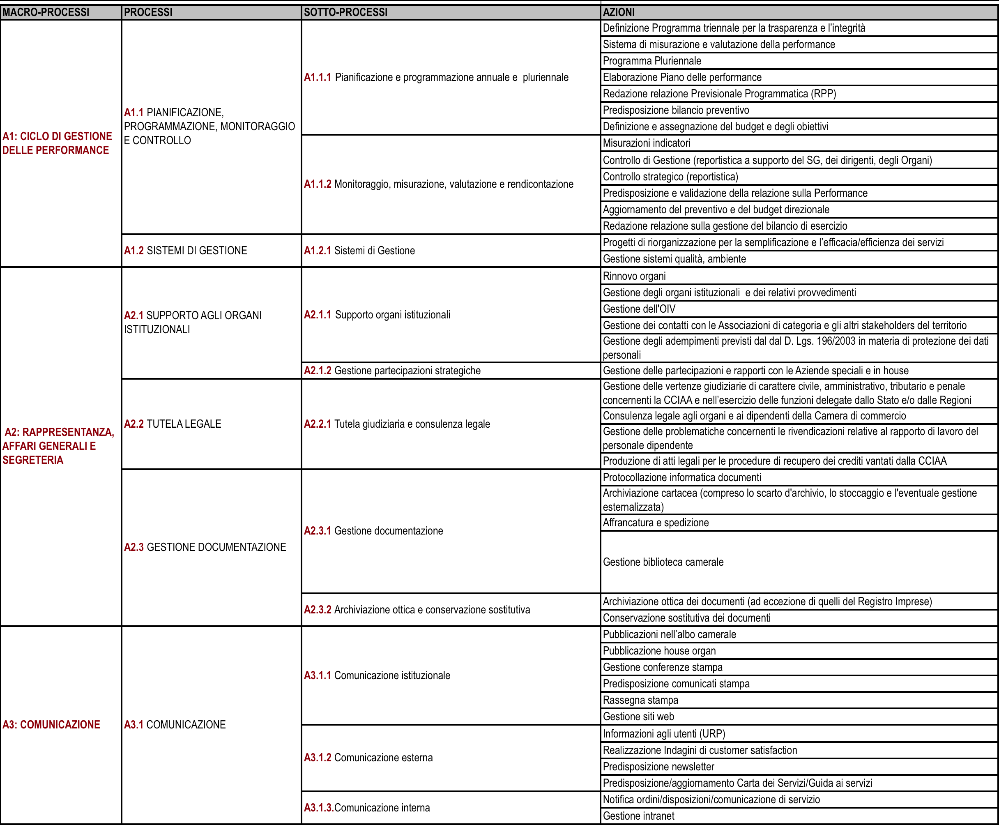 MACRO-PROCESSI PROCESSI SOTTO-PROCESSI AZIONI
A1: CICLO DI GESTIONE
DELLE PERFORMANCE
A1.1 PIANIFICAZIONE,
PROGRAMMAZIONE, MONITORAGGIO
E CONTROLLO
A1.1.1 Pianificazione e programmazione annuale e pluriennale
Definizione Programma triennale per la trasparenza e l’integrità
Sistema di misurazione e valutazione della performance
Programma Pluriennale
Elaborazione Piano delle performance
Redazione relazione Previsionale Programmatica (RPP)
Predisposizione bilancio preventivo
Definizione e assegnazione del budget e degli obiettivi
A1.1.2 Monitoraggio, misurazione, valutazione e rendicontazione
Misurazioni indicatori
Controllo di Gestione (reportistica a supporto del SG, dei dirigenti, degli Organi)
Controllo strategico (reportistica)
Predisposizione e validazione della relazione sulla Performance
Aggiornamento del preventivo e del budget direzionale
Redazione relazione sulla gestione del bilancio di esercizio
A1.2 SISTEMI DI GESTIONE
A1.2.1 Sistemi di Gestione
Progetti di riorganizzazione per la semplificazione e l’efficacia/efficienza dei servizi
Gestione sistemi qualità, ambiente
A2: RAPPRESENTANZA,
AFFARI GENERALI E
SEGRETERIA
A2.1 SUPPORTO AGLI ORGANI
ISTITUZIONALI
A2.1.1 Supporto organi istituzionali
Rinnovo organi
Gestione degli organi istituzionali e dei relativi provvedimenti
Gestione dell'OIV
Gestione dei contatti con le Associazioni di categoria e gli altri stakeholders del territorio
Gestione degli adempimenti previsti dal dal D. Lgs. 196/2003 in materia di protezione dei dati
personali
A2.1.2 Gestione partecipazioni strategiche
Gestione delle partecipazioni e rapporti con le Aziende speciali e in house
A2.2 TUTELA LEGALE
A2.2.1 Tutela giudiziaria e consulenza legale
Gestione delle vertenze giudiziarie di carattere civile, amministrativo, tributario e penale
concernenti la CCIAA e nell’esercizio delle funzioni delegate dallo Stato e/o dalle Regioni
Consulenza legale agli organi e ai dipendenti della Camera di commercio
Gestione delle problematiche concernenti le rivendicazioni relative al rapporto di lavoro del
personale dipendente
Produzione di atti legali per le procedure di recupero dei crediti vantati dalla CCIAA
A2.3 GESTIONE DOCUMENTAZIONE
A2.3.1 Gestione documentazione
Protocollazione informatica documenti
Archiviazione cartacea (compreso lo scarto d'archivio, lo stoccaggio e l'eventuale gestione
esternalizzata)
Affrancatura e spedizione
Gestione biblioteca camerale
A2.3.2 Archiviazione ottica e conservazione sostitutiva
Archiviazione ottica dei documenti (ad eccezione di quelli del Registro Imprese)
Conservazione sostitutiva dei documenti
A3: COMUNICAZIONE
A3.1 COMUNICAZIONE
A3.1.1 Comunicazione istituzionale
Pubblicazioni nell’albo camerale
Pubblicazione house organ
Gestione conferenze stampa
Predisposizione comunicati stampa
Rassegna stampa
Gestione siti web
A3.1.2 Comunicazione esterna
Informazioni agli utenti (URP)
Realizzazione Indagini di customer satisfaction
Predisposizione newsletter
Predisposizione/aggiornamento Carta dei Servizi/Guida ai servizi
A3.1.3.Comunicazione interna
Notifica ordini/disposizioni/comunicazione di servizio
Gestione intranet